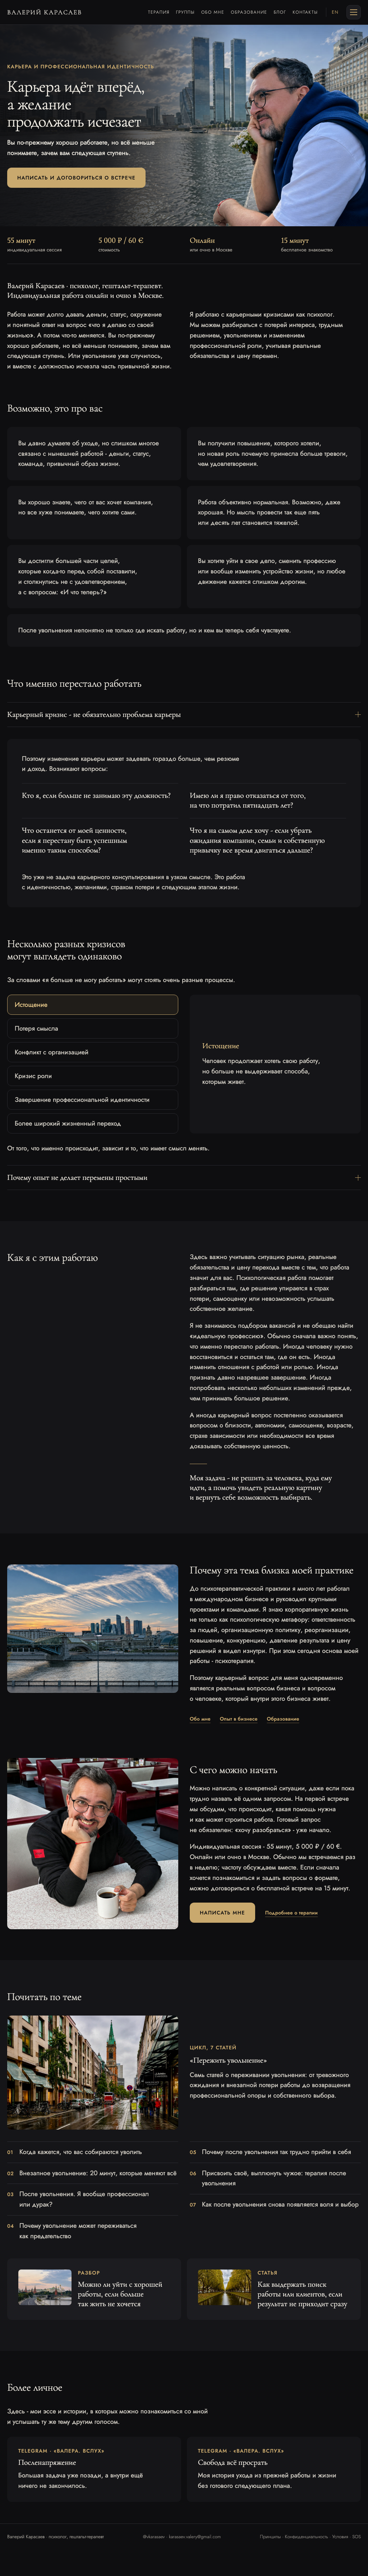 ВАЛЕРИЙ КАРАСАЕВ
ТЕРАПИЯ ГРУППЫ ОБО МНЕ ОБРАЗОВАНИЕ БЛОГ КОНТАКТЫ EN
КАРЬЕРА И ПРОФЕССИОНАЛЬНАЯ ИДЕНТИЧНОСТЬ
Карьера идёт вперёд,
а желание
продолжать исчезает
Вы по-прежнему хорошо работаете, но всё меньше
понимаете, зачем вам следующая ступень.
НАПИСАТЬ И ДОГОВОРИТЬСЯ О ВСТРЕЧЕ
55 минут
индивидуальная сессия
5 000 ₽ / 60 €
стоимость
Онлайн
или очно в Москве
15 минут
бесплатное знакомство
Валерий Карасаев - психолог, гештальт-терапевт.
Индивидуальная работа онлайн и очно в Москве.
Работа может долго давать деньги, статус, окружение
и понятный ответ на вопрос «кто я и делаю со своей
жизнью». А потом что-то меняется. Вы по-прежнему
хорошо работаете, но всё меньше понимаете, зачем вам
следующая ступень. Или увольнение уже случилось,
и вместе с должностью исчезла часть привычной жизни.
Я работаю с карьерными кризисами как психолог.
Мы можем разбираться с потерей интереса, трудным
решением, увольнением и изменением
профессиональной роли, учитывая реальные
обстоятельства и цену перемен.
Возможно, это про вас
Вы давно думаете об уходе, но слишком многое
связано с нынешней работой - деньги, статус,
команда, привычный образ жизни.
Вы получили повышение, которого хотели,
но новая роль почему-то принесла больше тревоги,
чем удовлетворения.
Вы хорошо знаете, чего от вас хочет компания,
но все хуже понимаете, чего хотите сами.
Работа объективно нормальная. Возможно, даже
хорошая. Но мысль провести так еще пять
или десять лет становится тяжелой.
Вы достигли большей части целей,
которые когда-то перед собой поставили,
и столкнулись не с удовлетворением,
а с вопросом: «И что теперь?»
Вы хотите уйти в свое дело, сменить профессию
или вообще изменить устройство жизни, но любое
движение кажется слишком дорогим.
После увольнения непонятно не только где искать работу, но и кем вы теперь себя чувствуете.
Что именно перестало работать
Карьерный кризис - не обязательно проблема карьеры
Поэтому изменение карьеры может задевать гораздо больше, чем резюме
и доход. Возникают вопросы:
Кто я, если больше не занимаю эту должность?
Имею ли я право отказаться от того,
на что потратил пятнадцать лет?
Что останется от моей ценности,
если я перестану быть успешным
именно таким способом?
Что я на самом деле хочу - если убрать
ожидания компании, семьи и собственную
привычку все время двигаться дальше?
Это уже не задача карьерного консультирования в узком смысле. Это работа
с идентичностью, желаниями, страхом потери и следующим этапом жизни.
Несколько разных кризисов
могут выглядеть одинаково
За словами «я больше не могу работать» могут стоять очень разные процессы.
Истощение
Потеря смысла
Конфликт с организацией
Кризис роли
Завершение профессиональной идентичности
Более широкий жизненный переход
Истощение
Человек продолжает хотеть свою работу,
но больше не выдерживает способа,
которым живет.
От того, что именно происходит, зависит и то, что имеет смысл менять.
Почему опыт не делает перемены простыми
Как я с этим работаю
Здесь важно учитывать ситуацию рынка, реальные
обязательства и цену перехода вместе с тем, что работа
значит для вас. Психологическая работа помогает
разбираться там, где решение упирается в страх
потери, самооценку или невозможность услышать
собственное желание.
Я не занимаюсь подбором вакансий и не обещаю найти
«идеальную профессию». Обычно сначала важно понять,
что именно перестало работать. Иногда человеку нужно
восстановиться и остаться там, где он есть. Иногда
изменить отношения с работой или ролью. Иногда
признать давно назревшее завершение. Иногда
попробовать несколько небольших изменений прежде,
чем принимать большое решение.
А иногда карьерный вопрос постепенно оказывается
вопросом о близости, автономии, самооценке, возрасте,
страхе зависимости или необходимости все время
доказывать собственную ценность.
Моя задача - не решить за человека, куда ему
идти, а помочь увидеть реальную картину
и вернуть себе возможность выбирать.
Почему эта тема близка моей практике
До психотерапевтической практики я много лет работал
в международном бизнесе и руководил крупными
проектами и командами. Я знаю корпоративную жизнь
не только как психологическую метафору: ответственность
за людей, организационную политику, реорганизации,
повышение, конкуренцию, давление результата и цену
решений я видел изнутри. При этом сегодня основа моей
работы - психотерапия.
Поэтому карьерный вопрос для меня одновременно
является реальным вопросом бизнеса и вопросом
о человеке, который внутри этого бизнеса живет.
Обо мне Опыт в бизнесе Образование
С чего можно начать
Можно написать о конкретной ситуации, даже если пока
трудно назвать её одним запросом. На первой встрече
мы обсудим, что происходит, какая помощь нужна
и как может строиться работа. Готовый запрос
не обязателен: «хочу разобраться» - уже начало.
Индивидуальная сессия - 55 минут, 5 000 ₽ / 60 €.
Онлайн или очно в Москве. Обычно мы встречаемся раз
в неделю; частоту обсуждаем вместе. Если сначала
хочется познакомиться и задать вопросы о формате,
можно договориться о бесплатной встрече на 15 минут.
НАПИСАТЬ МНЕ
Подробнее о терапии
Почитать по теме
ЦИКЛ, 7 СТАТЕЙ
«Пережить увольнение»
Семь статей о переживании увольнения: от тревожного
ожидания и внезапной потери работы до возвращения
профессиональной опоры и собственного выбора.
01 Когда кажется, что вас собираются уволить
02 Внезапное увольнение: 20 минут, которые меняют всё
03 После увольнения. Я вообще профессионал
или дурак?
04 Почему увольнение может переживаться
как предательство
05 Почему после увольнения так трудно прийти в себя
06 Присвоить своё, выплюнуть чужое: терапия после
увольнения
07 Как после увольнения снова появляется воля и выбор
РАЗБОР
Можно ли уйти с хорошей
работы, если больше
так жить не хочется
СТАТЬЯ
Как выдержать поиск
работы или клиентов, если
результат не приходит сразу
Более личное
Здесь - мои эссе и истории, в которых можно познакомиться со мной
и услышать ту же тему другим голосом.
TELEGRAM · «ВАЛЕРА. ВСЛУХ»
Посленапряжение
Большая задача уже позади, а внутри ещё
ничего не закончилось.
TELEGRAM · «ВАЛЕРА. ВСЛУХ»
Свобода всё просрать
Моя история ухода из прежней работы и жизни
без готового следующего плана.
Валерий Карасаев · психолог, гештальт-терапевт
Принципы · Конфиденциальность · Условия · SOS